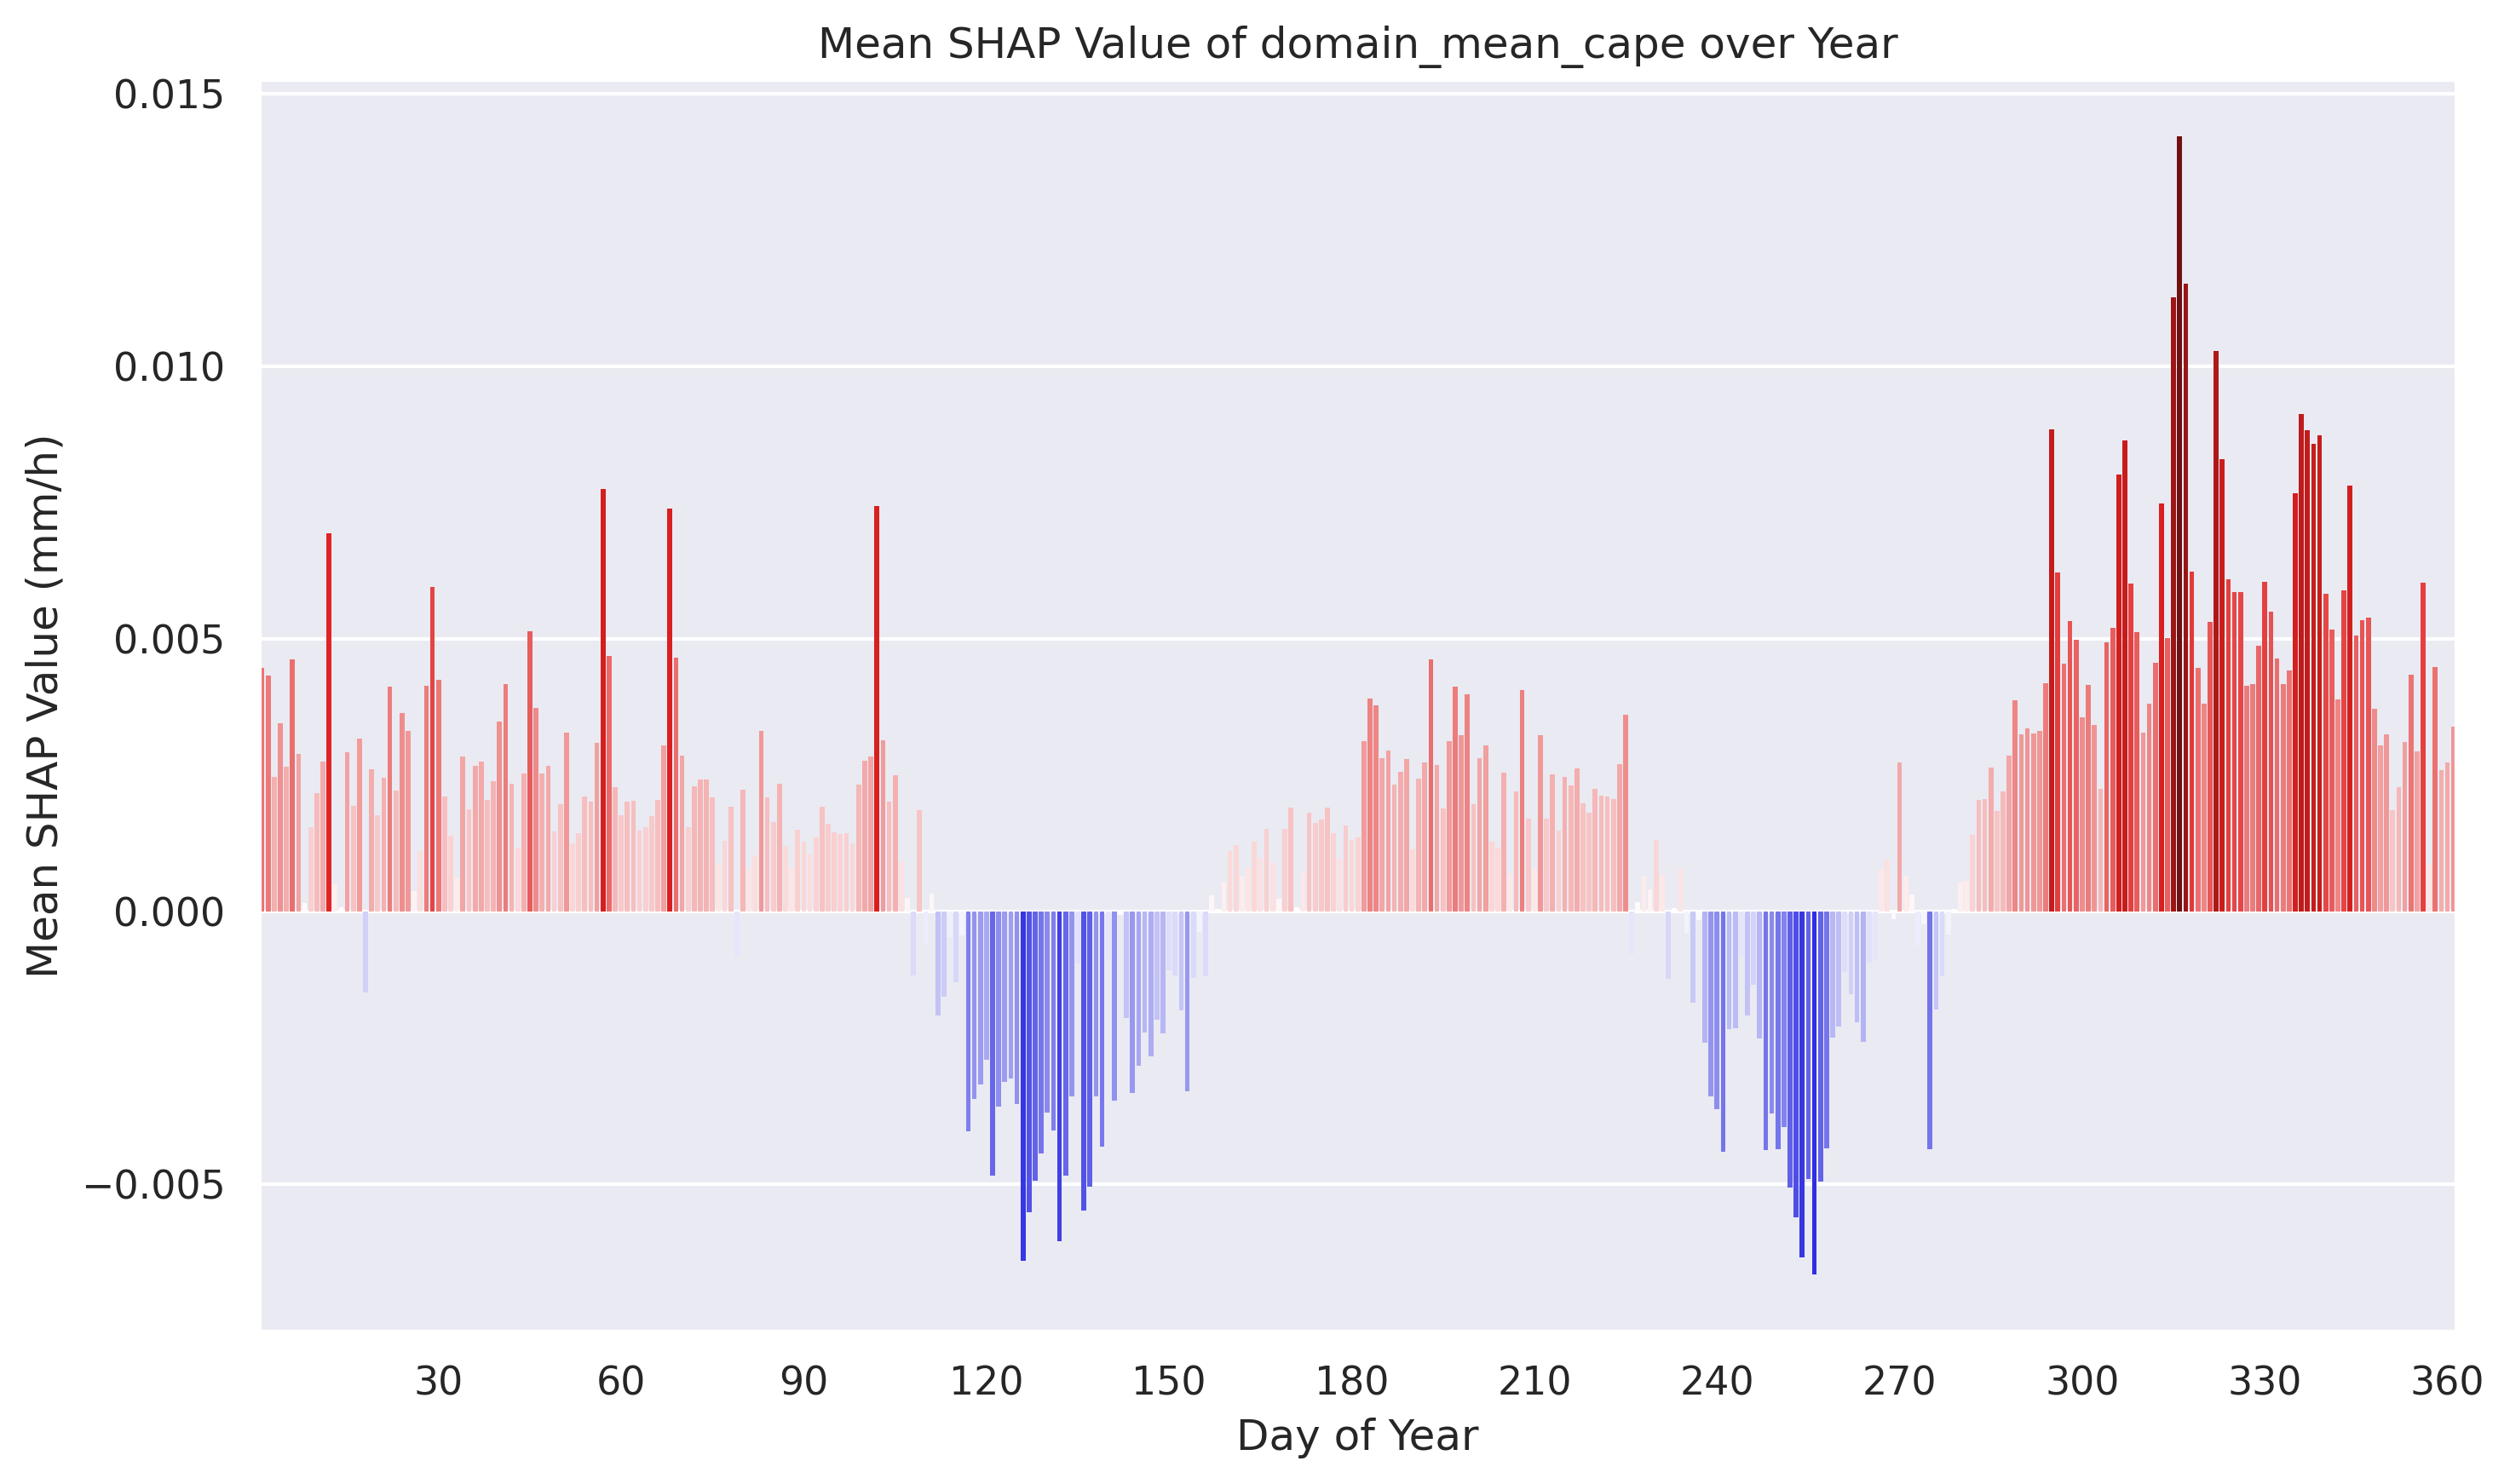 Mean SHAP Value of domain_mean_cape over Year
Mean SHAP Value (mm/h)
0.015
0.010
0.005
0.000
−0.005
30 60 90 120 150 180 210 240 270 300 330 360
Day of Year